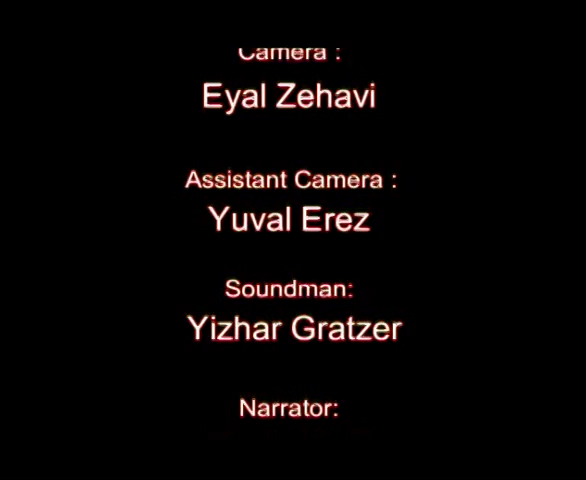 Camera :
Eyal Zehavi
Assistant Camera :
Yuval Erez
Soundman:
Yizhar Gratzer
Narrator: